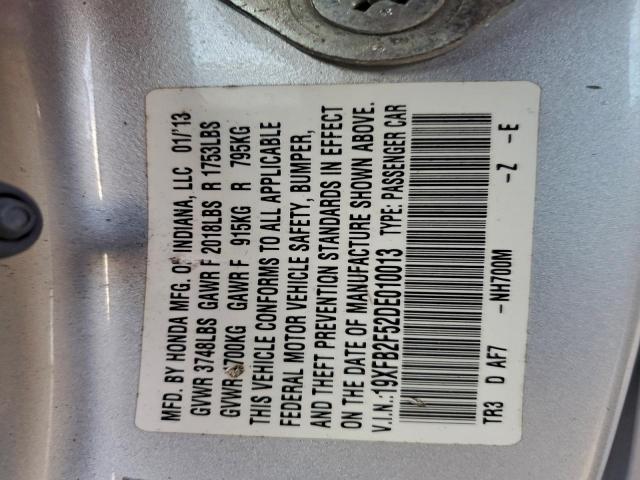 MFD. BY HONDA MFG. OF INDIANA, LLC 01/'13
GVWR 3748LBS GAWR F 2018LBS R 1753LBS
GVWR 1700KG GAWR F 915KG R 795KG
THIS VEHICLE CONFORMS TO ALL APPLICABLE
FEDERAL MOTOR VEHICLE SAFETY, BUMPER,
AND THEFT PREVENTION STANDARDS IN EFFECT
ON THE DATE OF MANUFACTURE SHOWN ABOVE.
V.I.N.:19XFB2F52DE010013 TYPE: PASSENGER CAR
TR3 D AF7 -NH700M -Z -E